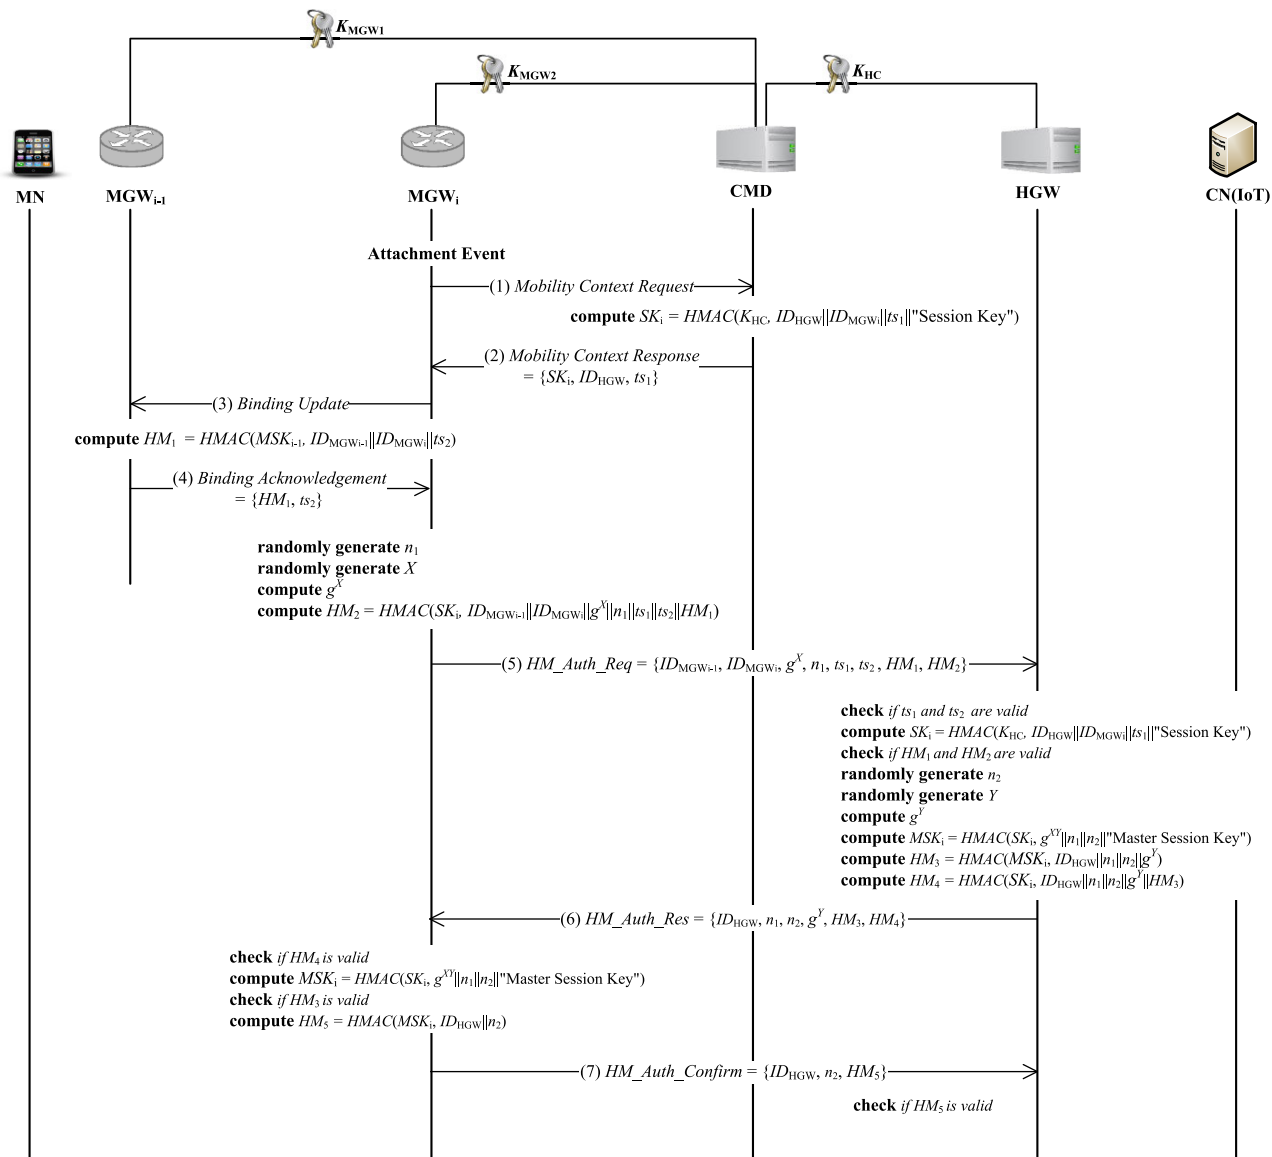 K_MGW1
K_MGW2
K_HC
MN
MGW_i-1
MGW_i
CMD
HGW
CN(IoT)
Attachment Event
(1) Mobility Context Request
compute SK_i = HMAC(K_HC, ID_HGW||ID_MGWi||ts_1||"Session Key")
(2) Mobility Context Response
= {SK_i, ID_HGW, ts_1}
(3) Binding Update
compute HM_1 = HMAC(MSK_i-1, ID_MGWi-1||ID_MGWi||ts_2)
(4) Binding Acknowledgement
= {HM_1, ts_2}
randomly generate n_1
randomly generate X
compute g^X
compute HM_2 = HMAC(SK_i, ID_MGWi-1||ID_MGWi||g^X||n_1||ts_1||ts_2||HM_1)
(5) HM_Auth_Req = {ID_MGWi-1, ID_MGWi, g^X, n_1, ts_1, ts_2, HM_1, HM_2}
check if ts_1 and ts_2 are valid
compute SK_i = HMAC(K_HC, ID_HGW||ID_MGWi||ts_1||"Session Key")
check if HM_1 and HM_2 are valid
randomly generate n_2
randomly generate Y
compute g^Y
compute MSK_i = HMAC(SK_i, g^XY||n_1||n_2||"Master Session Key")
compute HM_3 = HMAC(MSK_i, ID_HGW||n_1||n_2||g^Y)
compute HM_4 = HMAC(SK_i, ID_HGW||n_1||n_2||g^Y||HM_3)
(6) HM_Auth_Res = {ID_HGW, n_1, n_2, g^Y, HM_3, HM_4}
check if HM_4 is valid
compute MSK_i = HMAC(SK_i, g^XY||n_1||n_2||"Master Session Key")
check if HM_3 is valid
compute HM_5 = HMAC(MSK_i, ID_HGW||n_2)
(7) HM_Auth_Confirm = {ID_HGW, n_2, HM_5}
check if HM_5 is valid